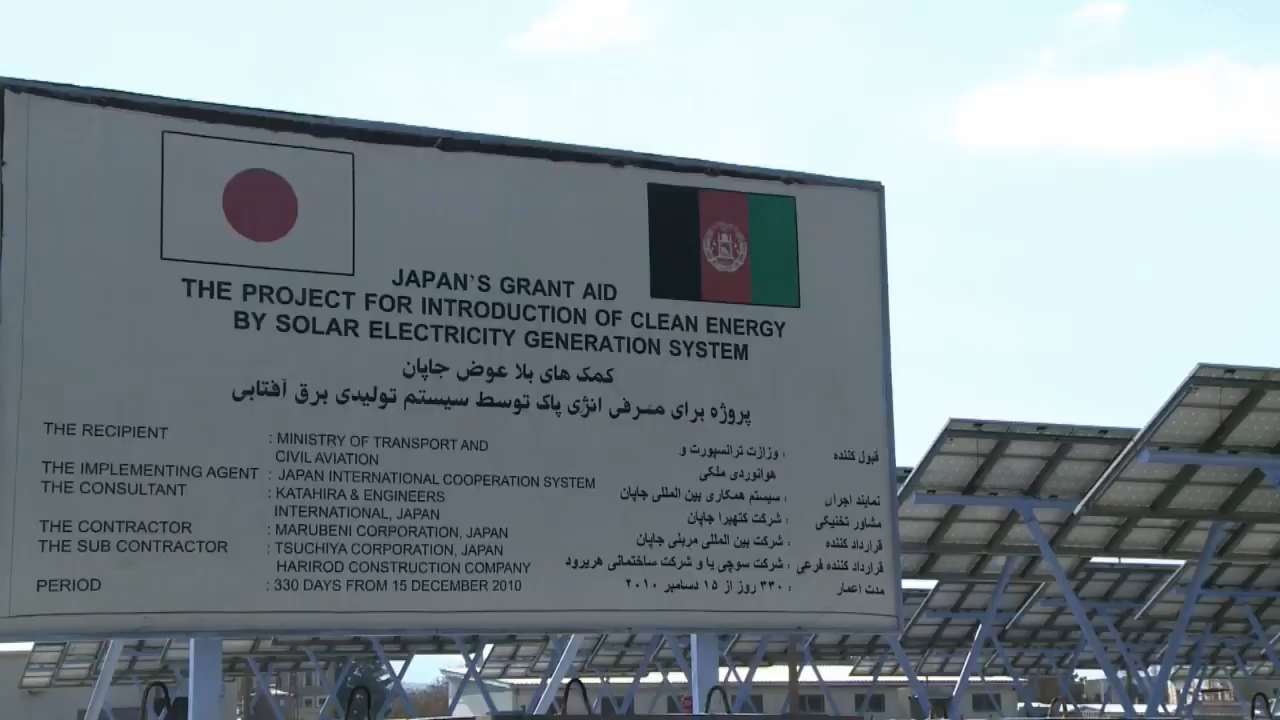 JAPAN'S GRANT AID
THE PROJECT FOR INTRODUCTION OF CLEAN ENERGY
BY SOLAR ELECTRICITY GENERATION SYSTEM
کمک های بلا عوض جاپان
پروژه برای معرفی انژی پاک توسط سیستم تولیدی برق آفتابی
THE RECIPIENT : MINISTRY OF TRANSPORT AND
CIVIL AVIATION
THE IMPLEMENTING AGENT : JAPAN INTERNATIONAL COOPERATION SYSTEM
THE CONSULTANT : KATAHIRA & ENGINEERS
INTERNATIONAL, JAPAN
THE CONTRACTOR : MARUBENI CORPORATION, JAPAN
THE SUB CONTRACTOR : TSUCHIYA CORPORATION, JAPAN
HARIROD CONSTRUCTION COMPANY
PERIOD : 330 DAYS FROM 15 DECEMBER 2010
قبول کننده : وزازت ترانسپورت و
هوانوردی ملکی
نمایند اجرای : سیستم همکاری بین المللی جاپان
مشاور تخنیکی : شرکت کتهیرا جاپان
قرارداد کننده : شرکت بین المللی مربنی جاپان
قرارداد کننده فرعی : شرکت سوچی یا و شرکت ساختمانی هریرود
مدت اعمار : ۳۳۰ روز از ۱۵ دسامبر ۲۰۱۰